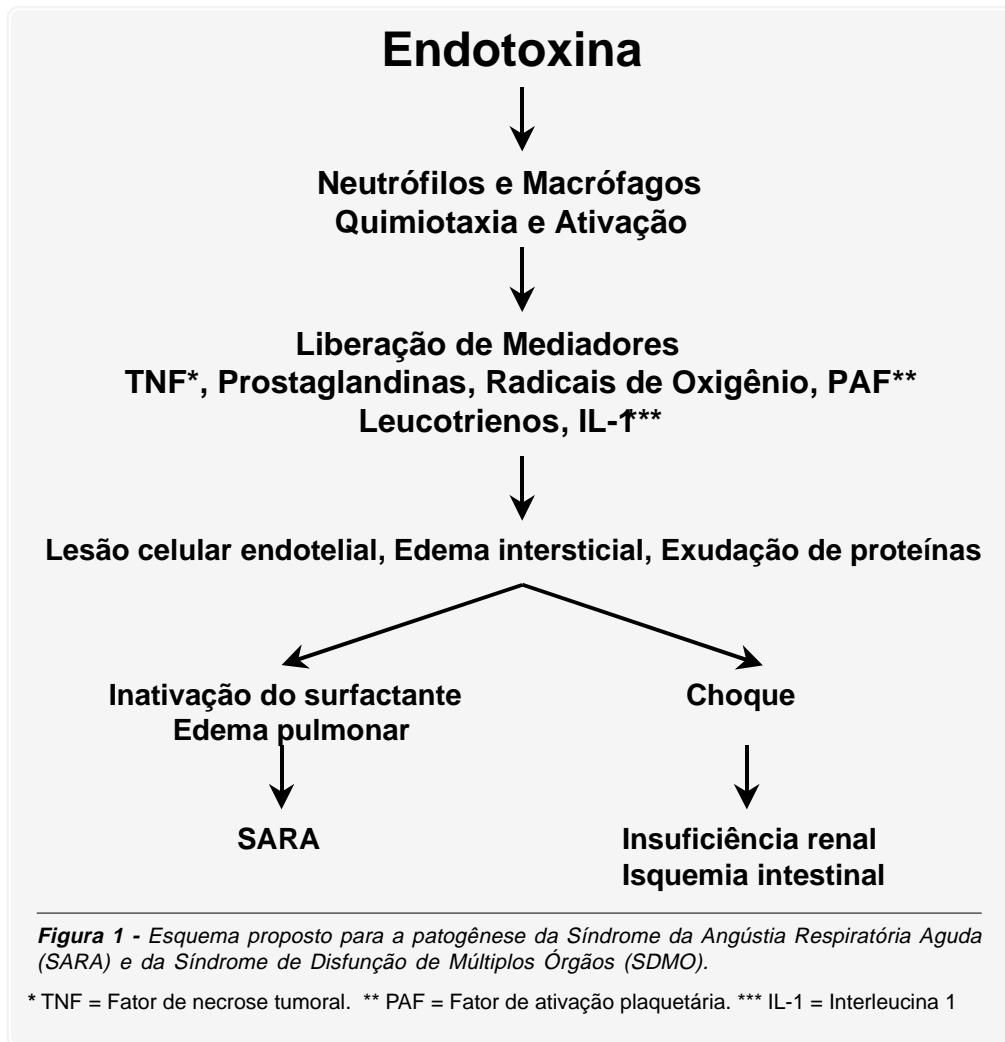 Endotoxina
Neutrófilos e Macrófagos
Quimiotaxia e Ativação
Liberação de Mediadores
TNF*, Prostaglandinas, Radicais de Oxigênio, PAF**
Leucotrienos, IL-1***
Lesão celular endotelial, Edema intersticial, Exudação de proteínas
Inativação do surfactante
Edema pulmonar
Choque
SARA
Insuficiência renal
Isquemia intestinal
Figura 1 - Esquema proposto para a patogênese da Síndrome da Angústia Respiratória Aguda
(SARA) e da Síndrome de Disfunção de Múltiplos Órgãos (SDMO).
* TNF = Fator de necrose tumoral. ** PAF = Fator de ativação plaquetária. *** IL-1 = Interleucina 1